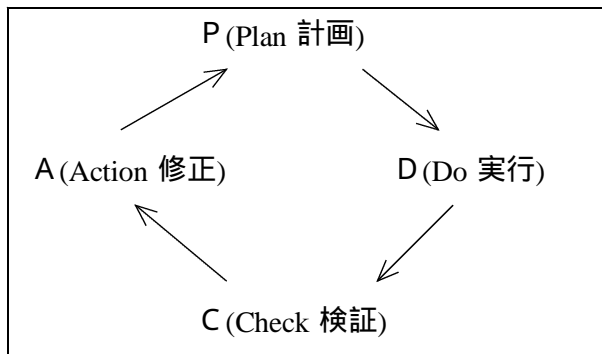 P (Plan 計画)
A (Action 修正)
D (Do 実行)
C (Check 検証)